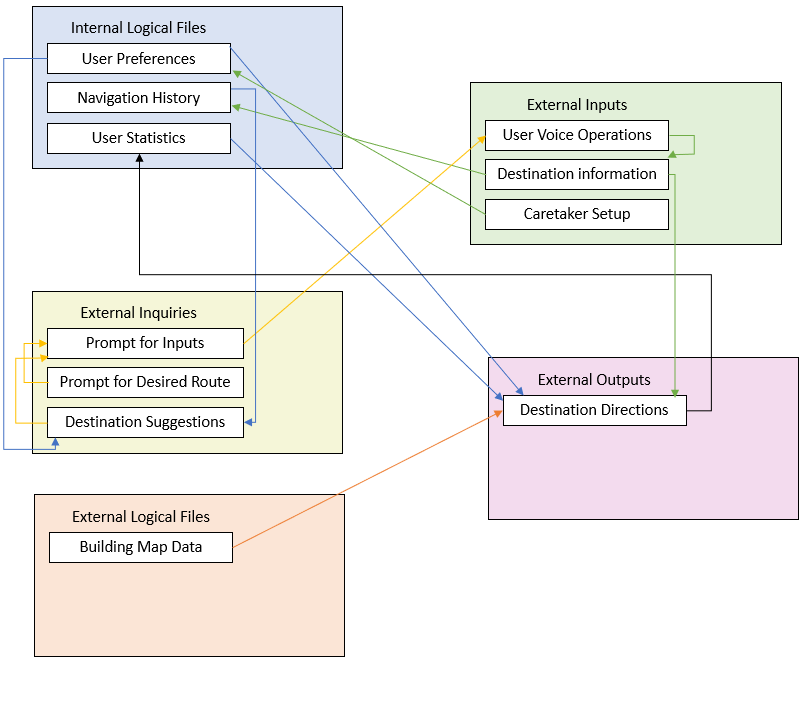 Internal Logical Files
User Preferences
Navigation History
User Statistics
External Inputs
User Voice Operations
Destination information
Caretaker Setup
External Inquiries
Prompt for Inputs
Prompt for Desired Route
Destination Suggestions
External Outputs
Destination Directions
External Logical Files
Building Map Data